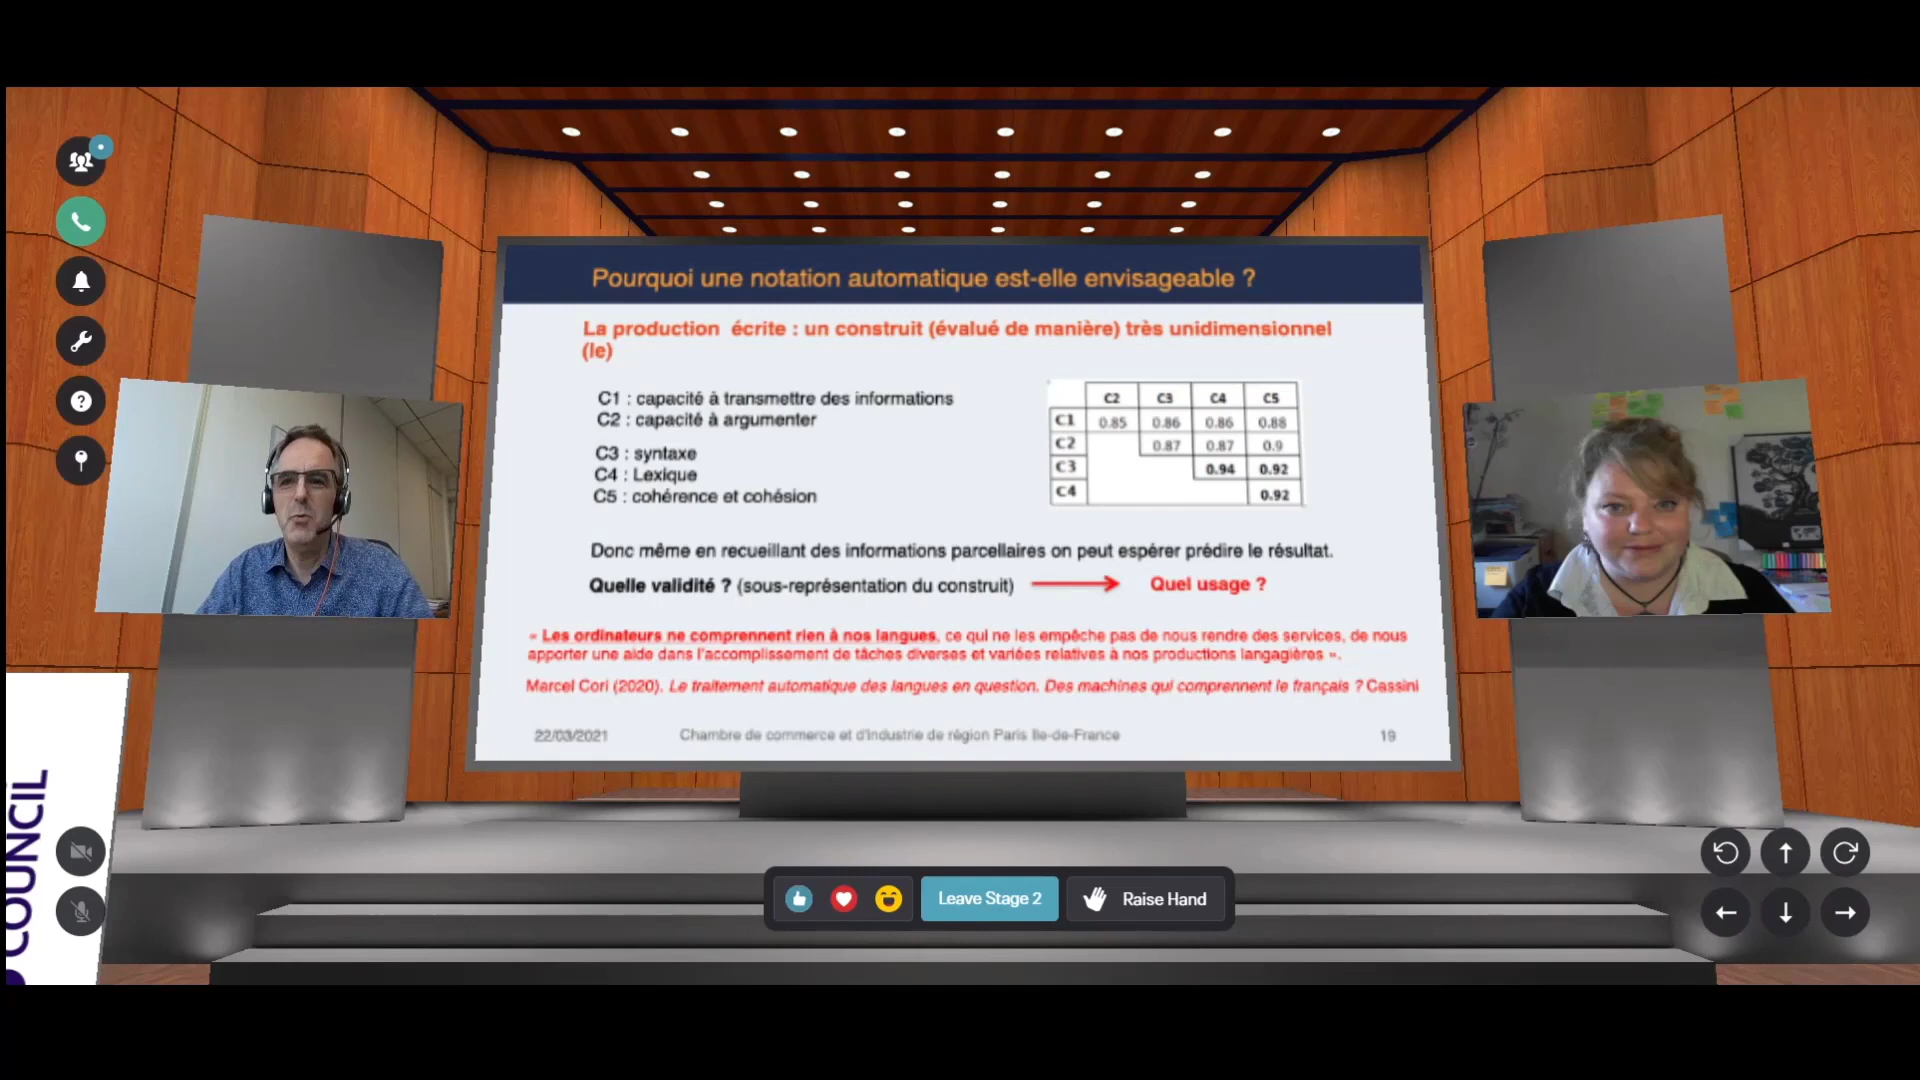 Pourquoi une notation automatique est-elle envisageable ?
La production écrite : un construit (évalué de manière) très unidimensionnel
(le)
C1 : capacité à transmettre des informations
C2 : capacité à argumenter
C3 : syntaxe
C4 : Lexique
C5 : cohérence et cohésion
C2 C3 C4 C5
C1 0.85 0.86 0.86 0.88
C2 0.87 0.87 0.9
C3 0.94 0.92
C4 0.92
Donc même en recueillant des informations parcellaires on peut espérer prédire le résultat.
Quelle validité ? (sous-représentation du construit) Quel usage ?
« Les ordinateurs ne comprennent rien à nos langues, ce qui ne les empêche pas de nous rendre des services, de nous
apporter une aide dans l'accomplissement de tâches diverses et variées relatives à nos productions langagières ».
Marcel Cori (2020). Le traitement automatique des langues en question. Des machines qui comprennent le français ? Cassini
22/03/2021 Chambre de commerce et d'industrie de région Paris Ile-de-France 19
COUNCIL
Leave Stage 2
Raise Hand